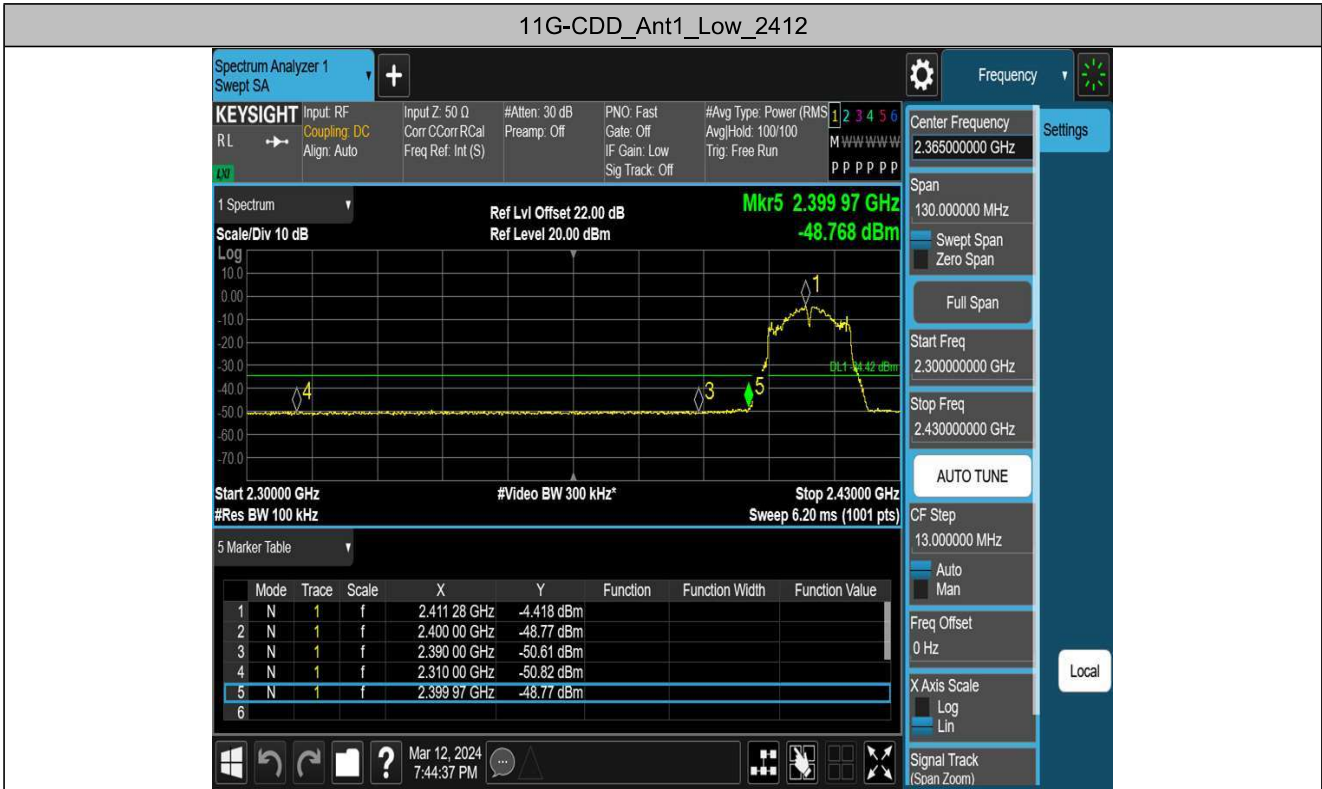 11G-CDD_Ant1_Low_2412
Spectrum Analyzer 1
Swept SA
+
Frequency
KEYSIGHT
RL
LXI
Input: RF
Coupling: DC
Align: Auto
Input Z: 50 Ω
Corr CCorr RCal
Freq Ref: Int (S)
#Atten: 30 dB
Preamp: Off
PNO: Fast
Gate: Off
IF Gain: Low
Sig Track: Off
#Avg Type: Power (RMS
Avg|Hold: 100/100
Trig: Free Run
1 2 3 4 5 6
M W W W W W
P P P P P P
1 Spectrum
Scale/Div 10 dB
Ref Lvl Offset 22.00 dB
Ref Level 20.00 dBm
Mkr5 2.399 97 GHz
-48.768 dBm
Log
10.0
0.00
-10.0
-20.0
-30.0
-40.0
-50.0
-60.0
-70.0
1
DL1 -34.42 dBm
4
3
5
Start 2.30000 GHz
#Video BW 300 kHz*
Stop 2.43000 GHz
#Res BW 100 kHz
Sweep 6.20 ms (1001 pts)
5 Marker Table
Mode Trace Scale X Y Function Function Width Function Value
1 N 1 f 2.411 28 GHz -4.418 dBm
2 N 1 f 2.400 00 GHz -48.77 dBm
3 N 1 f 2.390 00 GHz -50.61 dBm
4 N 1 f 2.310 00 GHz -50.82 dBm
5 N 1 f 2.399 97 GHz -48.77 dBm
6
Center Frequency
2.365000000 GHz
Settings
Span
130.000000 MHz
Swept Span
Zero Span
Full Span
Start Freq
2.300000000 GHz
Stop Freq
2.430000000 GHz
AUTO TUNE
CF Step
13.000000 MHz
Auto
Man
Freq Offset
0 Hz
X Axis Scale
Log
Lin
Local
Signal Track
(Span Zoom)
?
Mar 12, 2024
7:44:37 PM